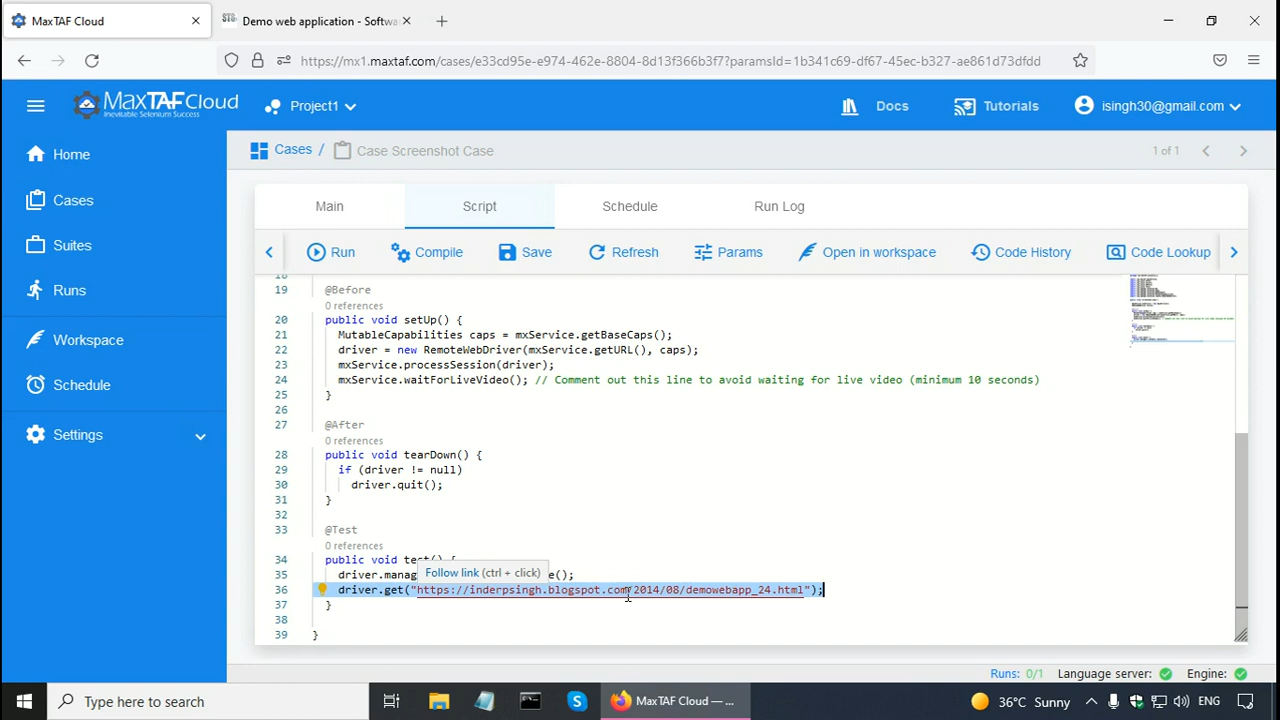 MaxTAF Cloud
Demo web application - Softwa
https://mx1.maxtaf.com/cases/e33cd95e-e974-462e-8804-8d13f366b3f7?paramsId=1b341c69-df67-45ec-b327-ae861d73dfdd
MaxTAFCloud
Inevitable Selenium Success
Project1
Docs
Tutorials
isingh30@gmail.com
Home
Cases
Suites
Runs
Workspace
Schedule
Settings
Cases / Case Screenshot Case
1 of 1
Main
Script
Schedule
Run Log
Run
Compile
Save
Refresh
Params
Open in workspace
Code History
Code Lookup
18
19 @Before
0 references
20 public void setUp() {
21 MutableCapabilities caps = mxService.getBaseCaps();
22 driver = new RemoteWebDriver(mxService.getURL(), caps);
23 mxService.processSession(driver);
24 mxService.waitForLiveVideo(); // Comment out this line to avoid waiting for live video (minimum 10 seconds)
25 }
26
27 @After
0 references
28 public void tearDown() {
29 if (driver != null)
30 driver.quit();
31 }
32
33 @Test
0 references
34 public void test() {
Follow link (ctrl + click)
35 driver.manag e();
36 driver.get("https://inderpsingh.blogspot.com/2014/08/demowebapp_24.html");
37 }
38
39 }
Runs: 0/1
Language server:
Engine:
Type here to search
MaxTAF Cloud — ...
36°C Sunny
ENG